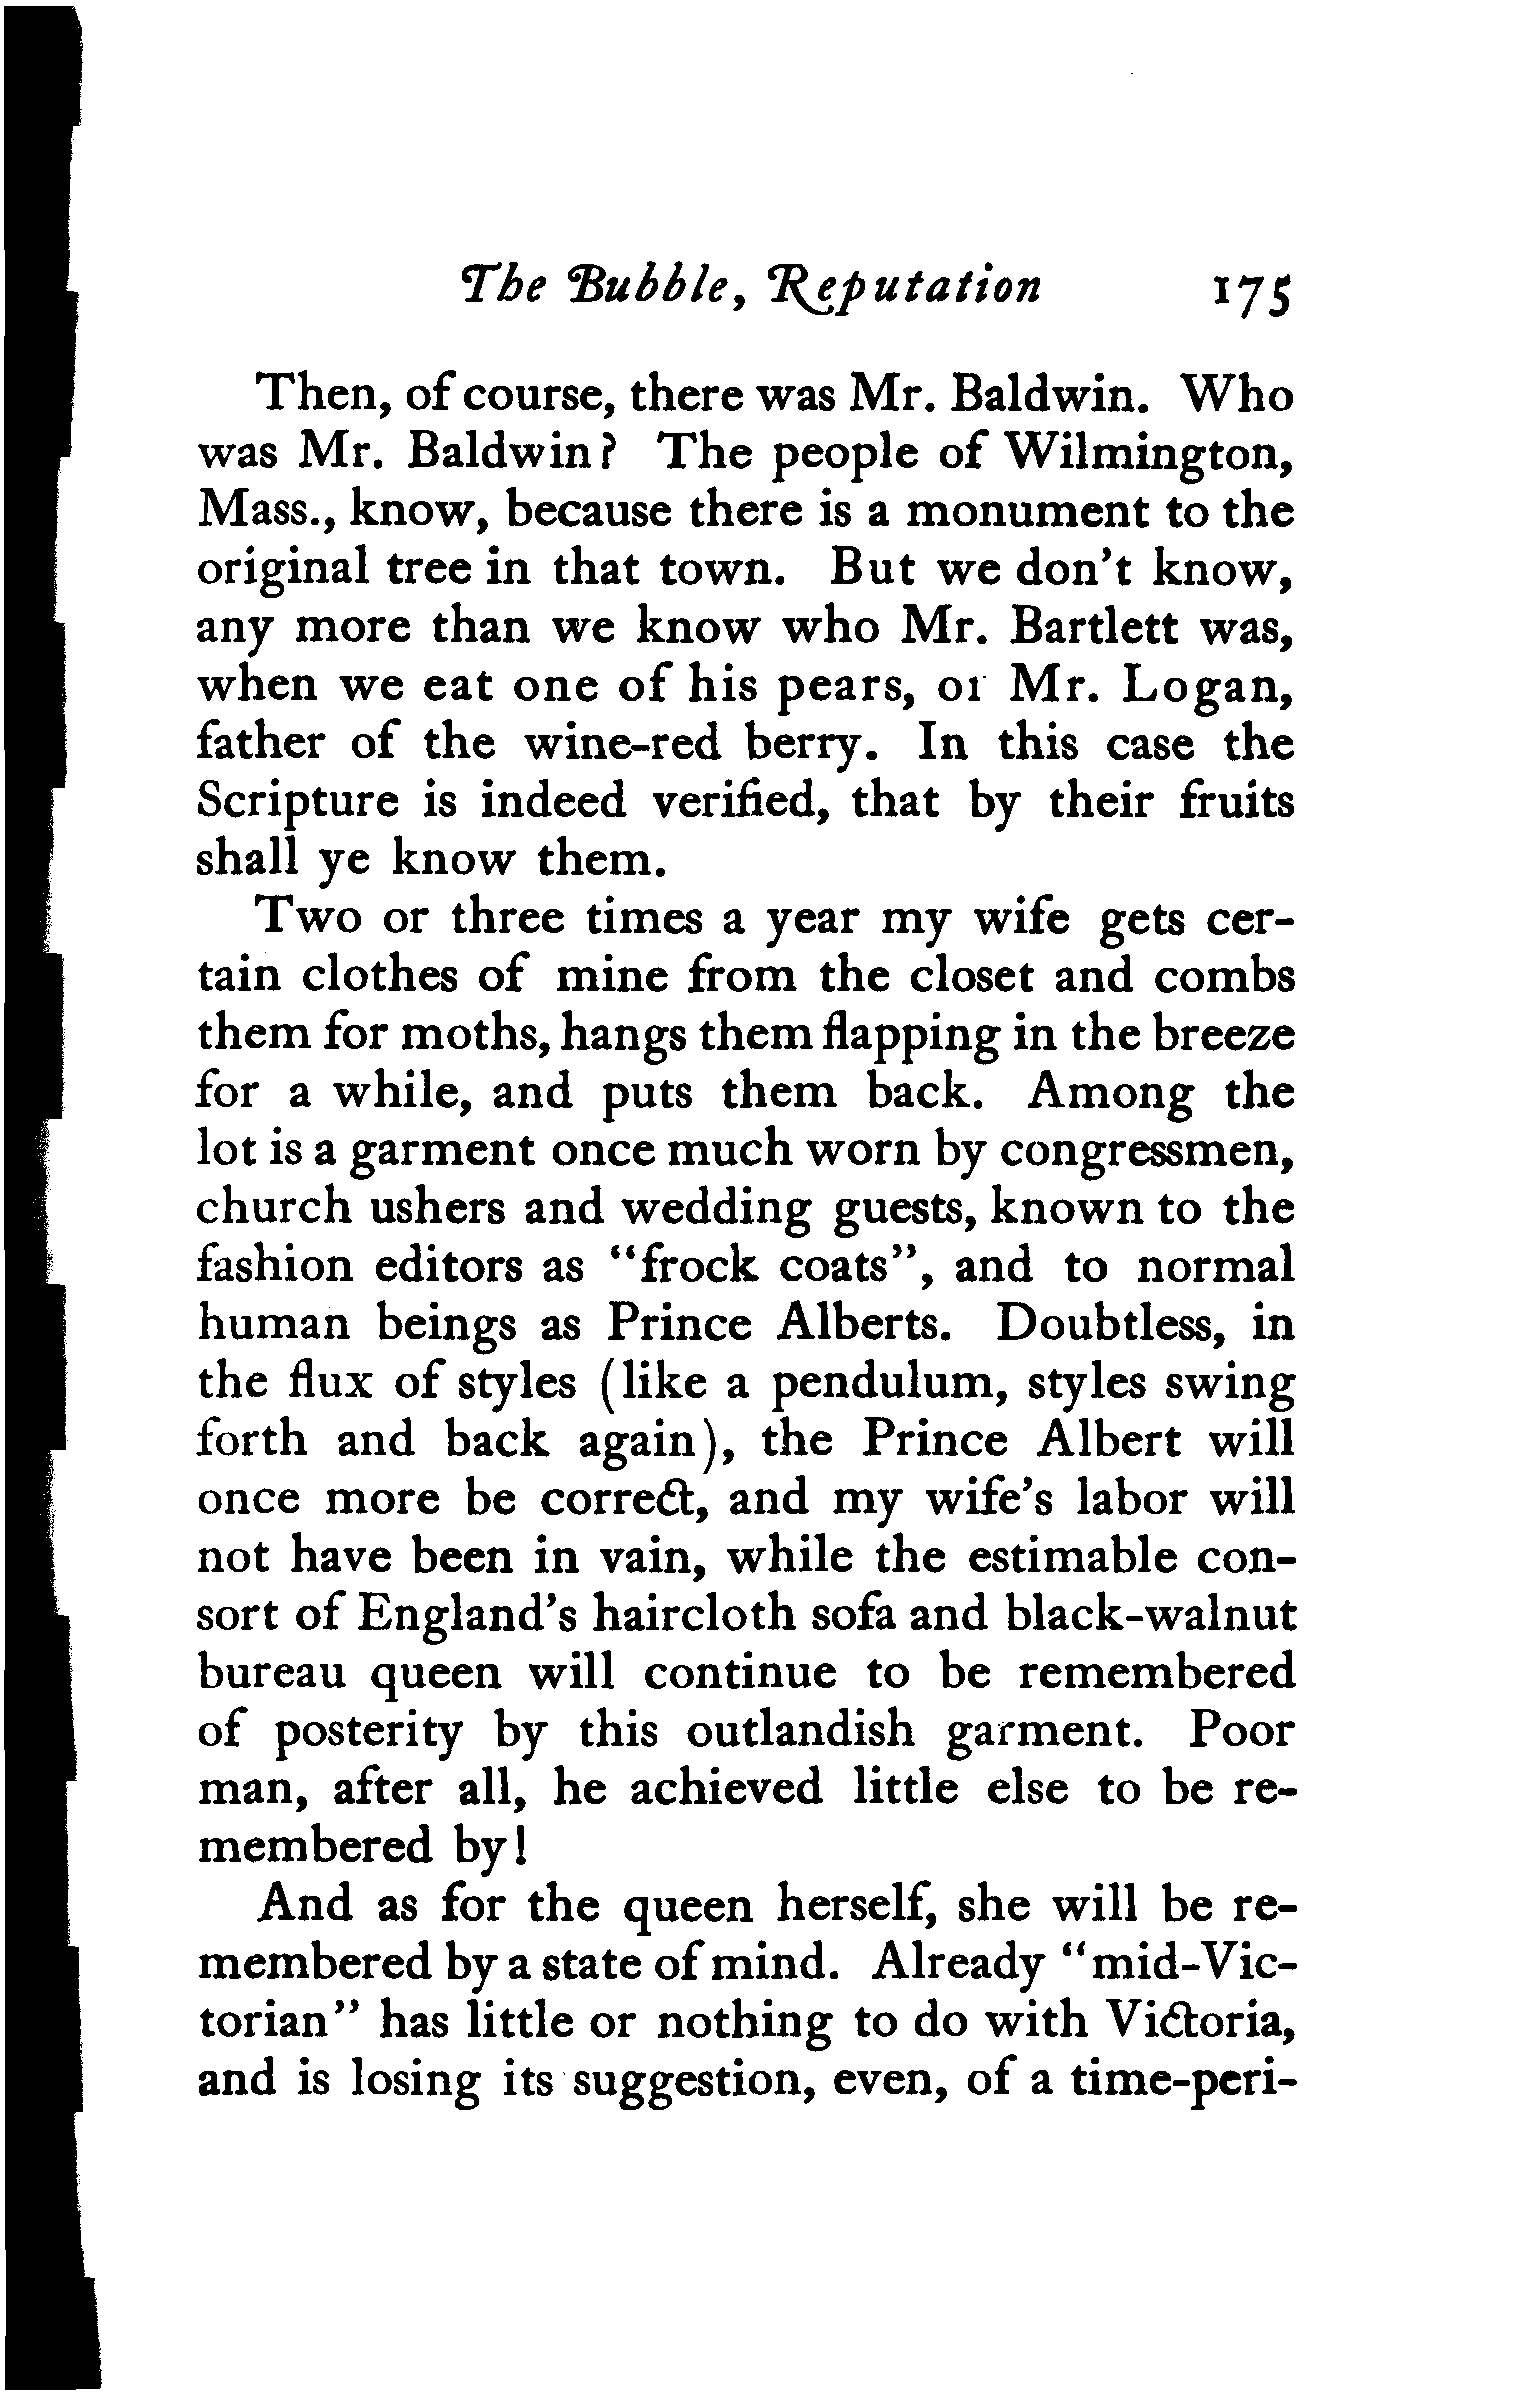 The Bubble, Reputation 175
Then, of course, there was Mr. Baldwin. Who
was Mr. Baldwin? The people of Wilmington,
Mass., know, because there is a monument to the
original tree in that town. But we don't know,
any more than we know who Mr. Bartlett was,
when we eat one of his pears, or Mr. Logan,
father of the wine-red berry. In this case the
Scripture is indeed verified, that by their fruits
shall ye know them.
Two or three times a year my wife gets cer-
tain clothes of mine from the closet and combs
them for moths, hangs them flapping in the breeze
for a while, and puts them back. Among the
lot is a garment once much worn by congressmen,
church ushers and wedding guests, known to the
fashion editors as "frock coats", and to normal
human beings as Prince Alberts. Doubtless, in
the flux of styles (like a pendulum, styles swing
forth and back again), the Prince Albert will
once more be correct, and my wife's labor will
not have been in vain, while the estimable con-
sort of England's haircloth sofa and black-walnut
bureau queen will continue to be remembered
of posterity by this outlandish garment. Poor
man, after all, he achieved little else to be re-
membered by!
And as for the queen herself, she will be re-
membered by a state of mind. Already "mid-Vic-
torian" has little or nothing to do with Victoria,
and is losing its suggestion, even, of a time-peri-